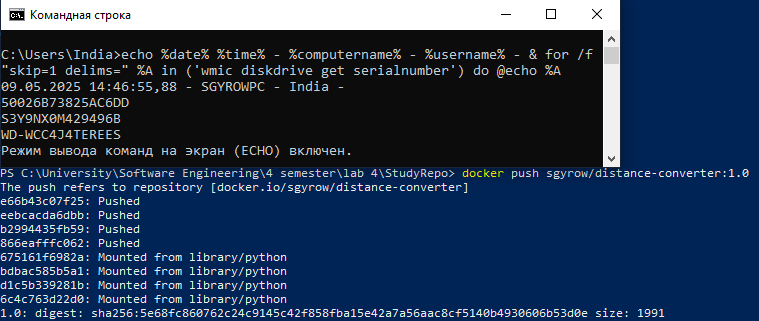 Командная строка
C:\Users\India>echo %date% %time% - %computername% - %username% - & for /f
"skip=1 delims=" %A in ('wmic diskdrive get serialnumber') do @echo %A
09.05.2025 14:46:55,88 - SGYROWPC - India -
50026B73825AC6DD
S3Y9NX0M429496B
WD-WCC4J4TEREES
Режим вывода команд на экран (ECHO) включен.
PS C:\University\Software Engineering\4 semester\lab 4\StudyRepo> docker push sgyrow/distance-converter:1.0
The push refers to repository [docker.io/sgyrow/distance-converter]
e66b43c07f25: Pushed
eebcacda6dbb: Pushed
b2994435fb59: Pushed
866eafffc062: Pushed
675161f6982a: Mounted from library/python
bdbac585b5a1: Mounted from library/python
d1c5b339281b: Mounted from library/python
6c4c763d22d0: Mounted from library/python
1.0: digest: sha256:5e68fc860762c24c9145c42f858fba15e42a7a56aac8cf5140b4930606b53d0e size: 1991